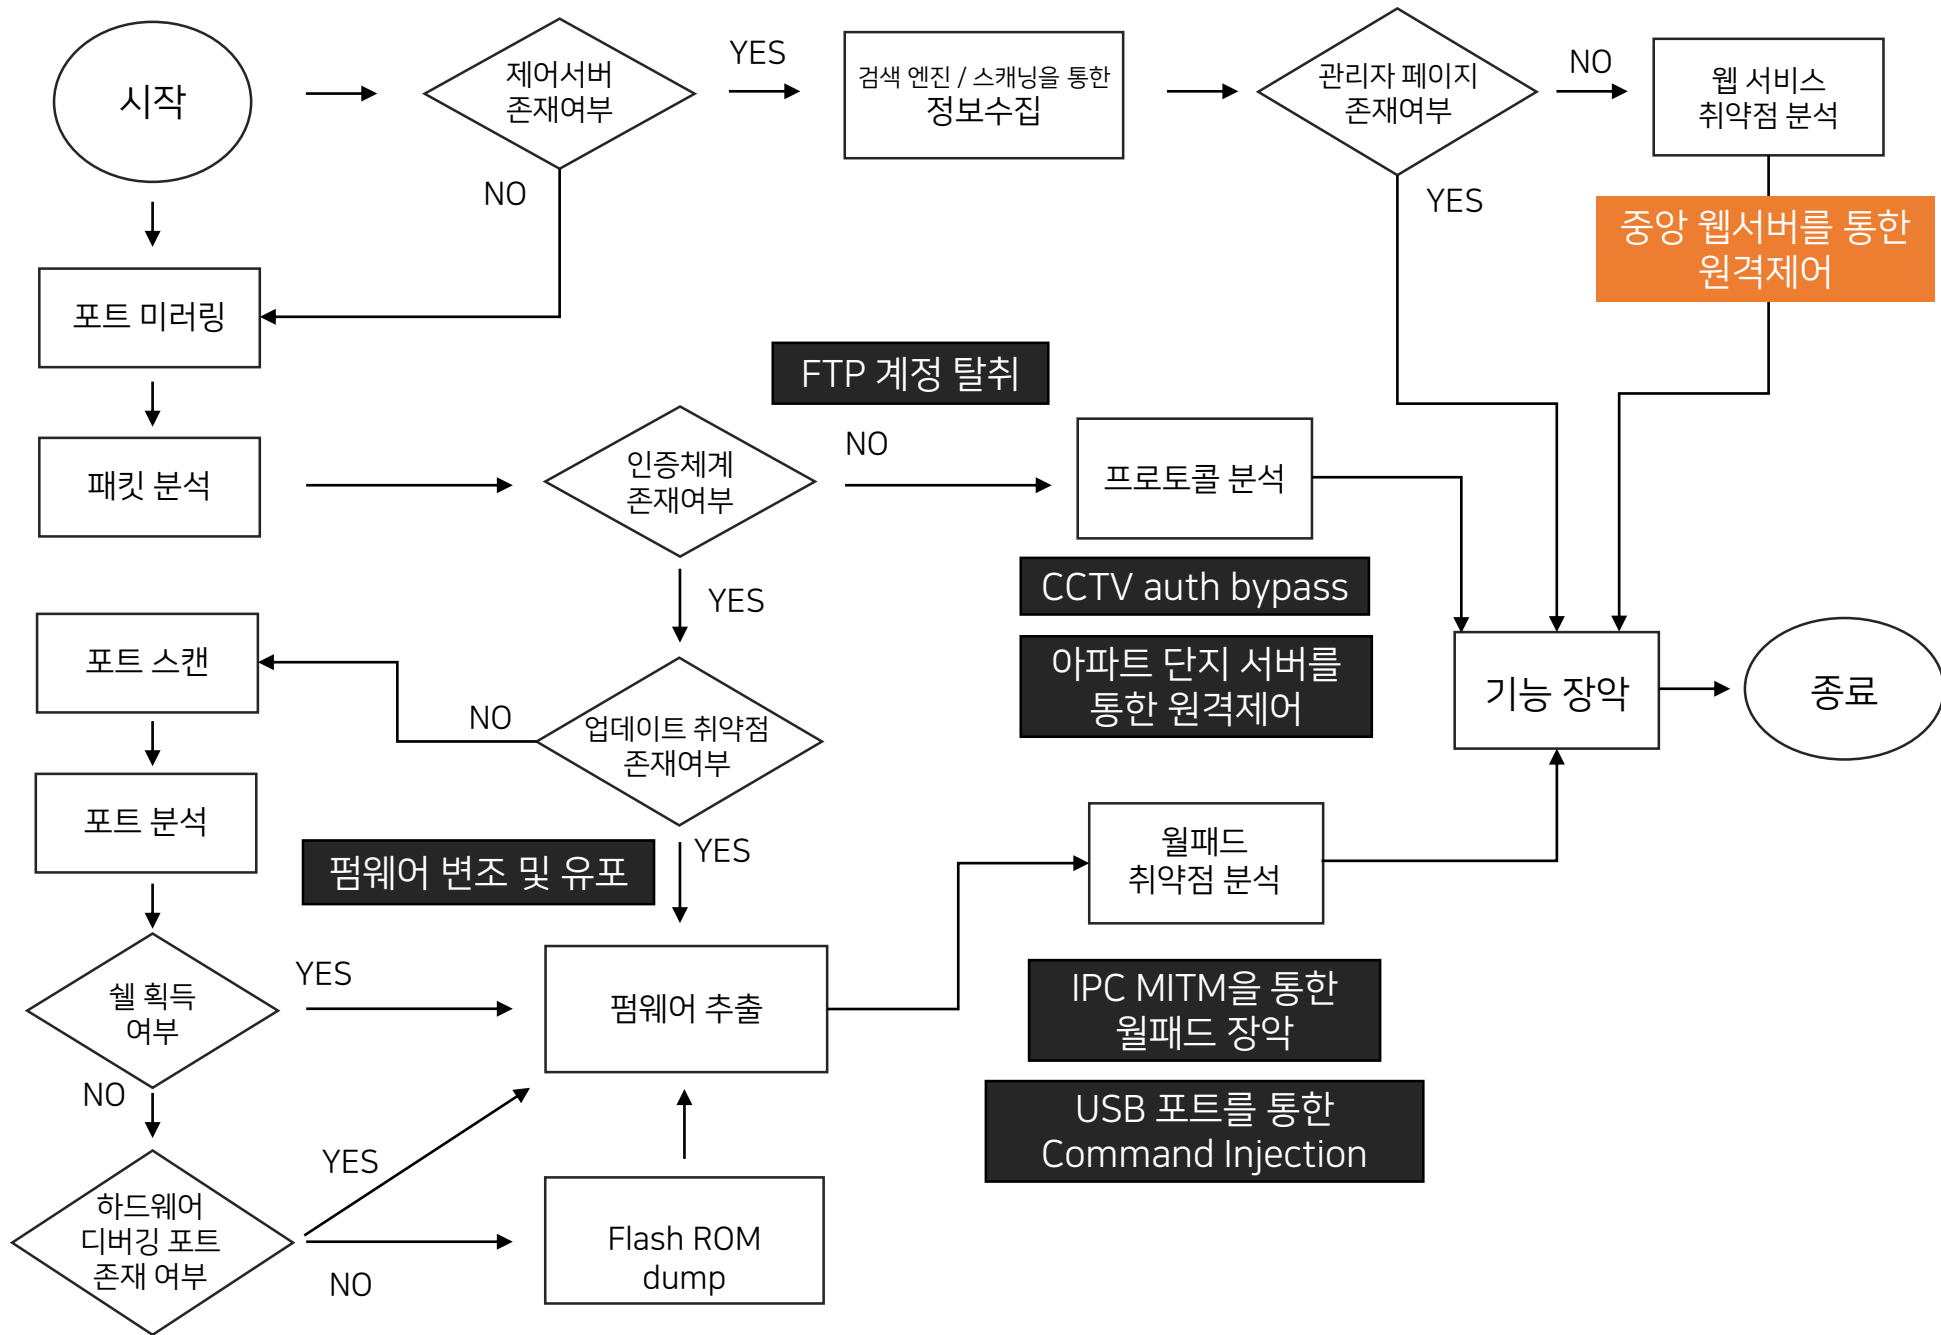 시작
제어서버
존재여부
YES
NO
검색 엔진 / 스캐닝을 통한
정보수집
관리자 페이지
존재여부
NO
YES
웹 서비스
취약점 분석
중앙 웹서버를 통한
원격제어
포트 미러링
FTP 계정 탈취
패킷 분석
인증체계
존재여부
NO
YES
프로토콜 분석
CCTV auth bypass
아파트 단지 서버를
통한 원격제어
포트 스캔
NO
업데이트 취약점
존재여부
YES
기능 장악
종료
포트 분석
펌웨어 변조 및 유포
월패드
취약점 분석
쉘 획득
여부
YES
NO
펌웨어 추출
IPC MITM을 통한
월패드 장악
USB 포트를 통한
Command Injection
하드웨어
디버깅 포트
존재 여부
YES
NO
Flash ROM
dump